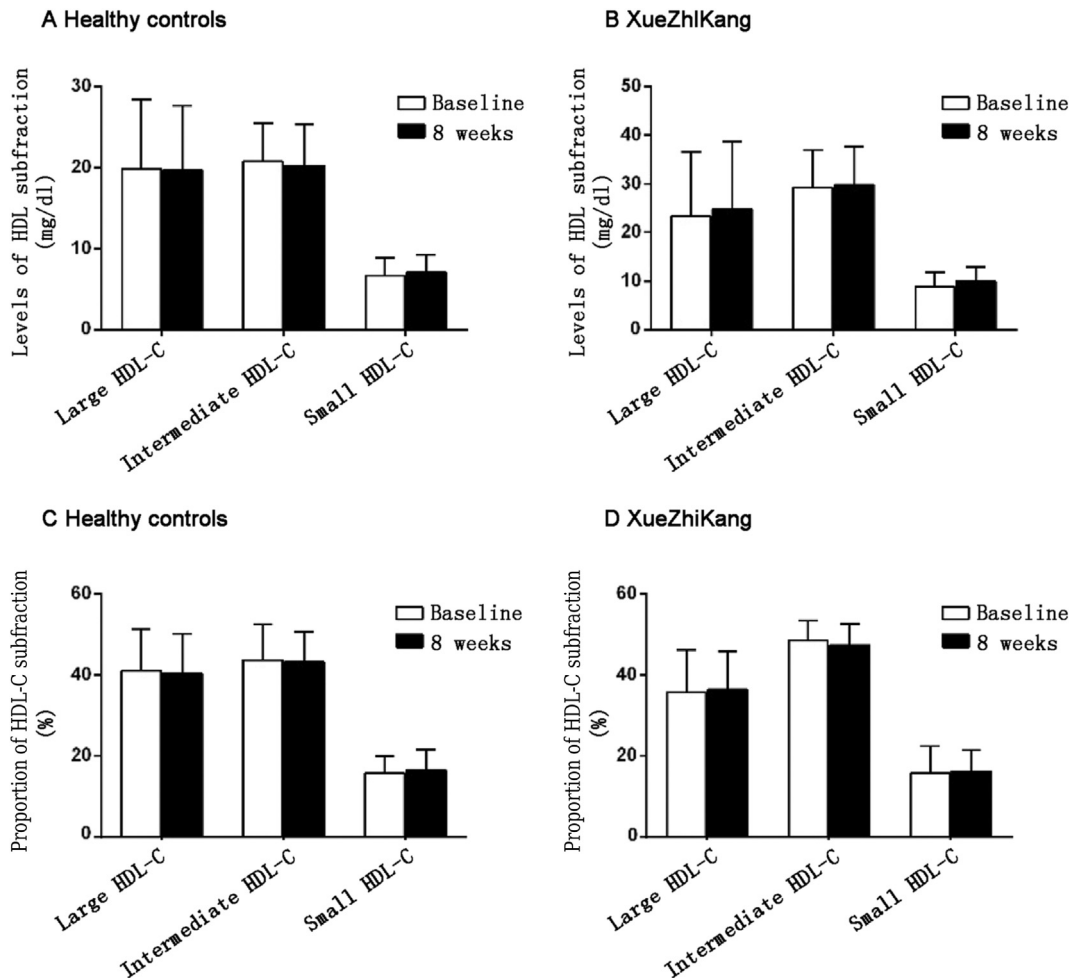 A Healthy controls
Levels of HDL subfraction
(mg/dl)
30
20
10
0
Baseline
8 weeks
Large HDL-C
Intermediate HDL-C
Small HDL-C
B XueZhIKang
Levels of HDL subfraction
(mg/dl)
50
40
30
20
10
0
Baseline
8 weeks
Large HDL-C
Intermediate HDL-C
Small HDL-C
C Healthy controls
Proportion of HDL-C subfraction
(%)
60
40
20
0
Baseline
8 weeks
Large HDL-C
Intermediate HDL-C
Small HDL-C
D XueZhiKang
Proportion of HDL-C subfraction
(%)
60
40
20
0
Baseline
8 weeks
Large HDL-C
Intermediate HDL-C
Small HDL-C